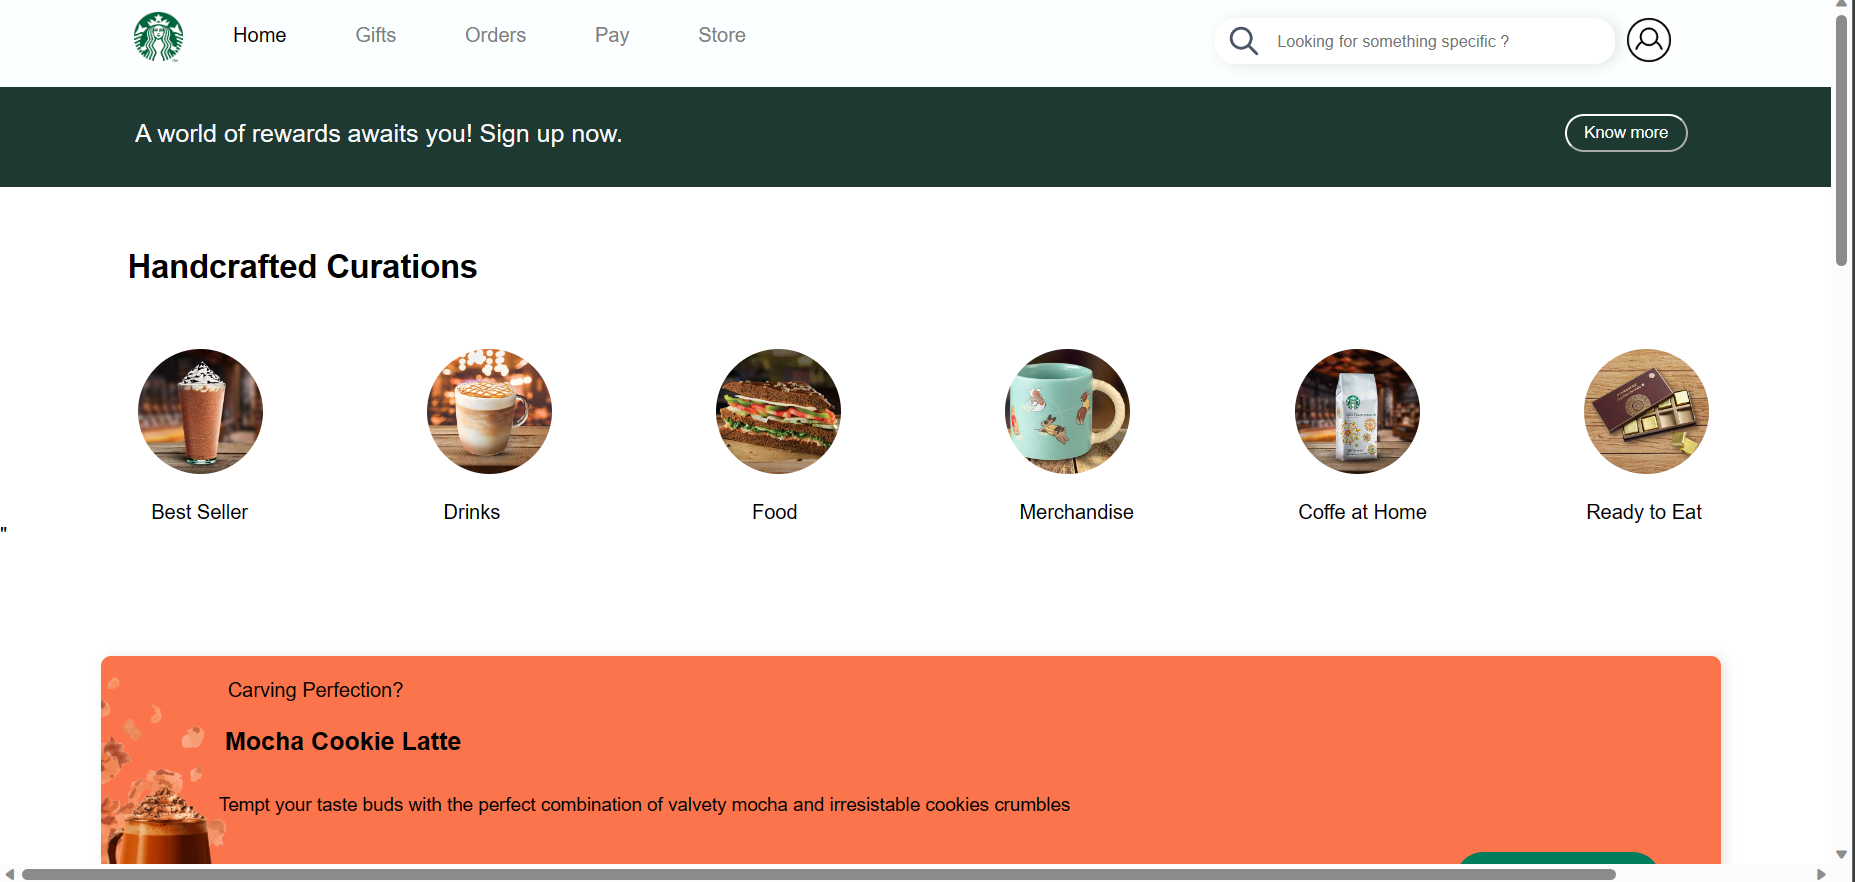 Home Gifts Orders Pay Store Looking for something specific ?
A world of rewards awaits you! Sign up now. Know more
Handcrafted Curations
Best Seller Drinks Food Merchandise Coffe at Home Ready to Eat
"
Carving Perfection?
Mocha Cookie Latte
Tempt your taste buds with the perfect combination of valvety mocha and irresistable cookies crumbles